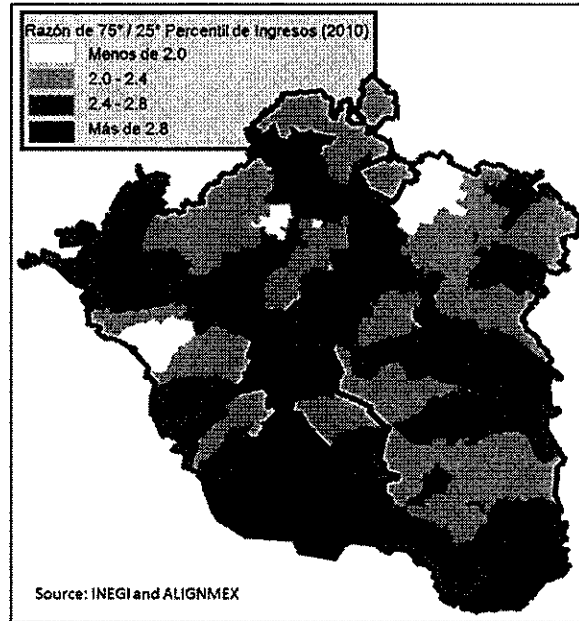 Razón de 75° / 25° Percentil de Ingresos (2010)
Menos de 2.0
2.0 - 2.4
2.4 - 2.8
Más de 2.8
Source: INEGI and ALIGNMEX